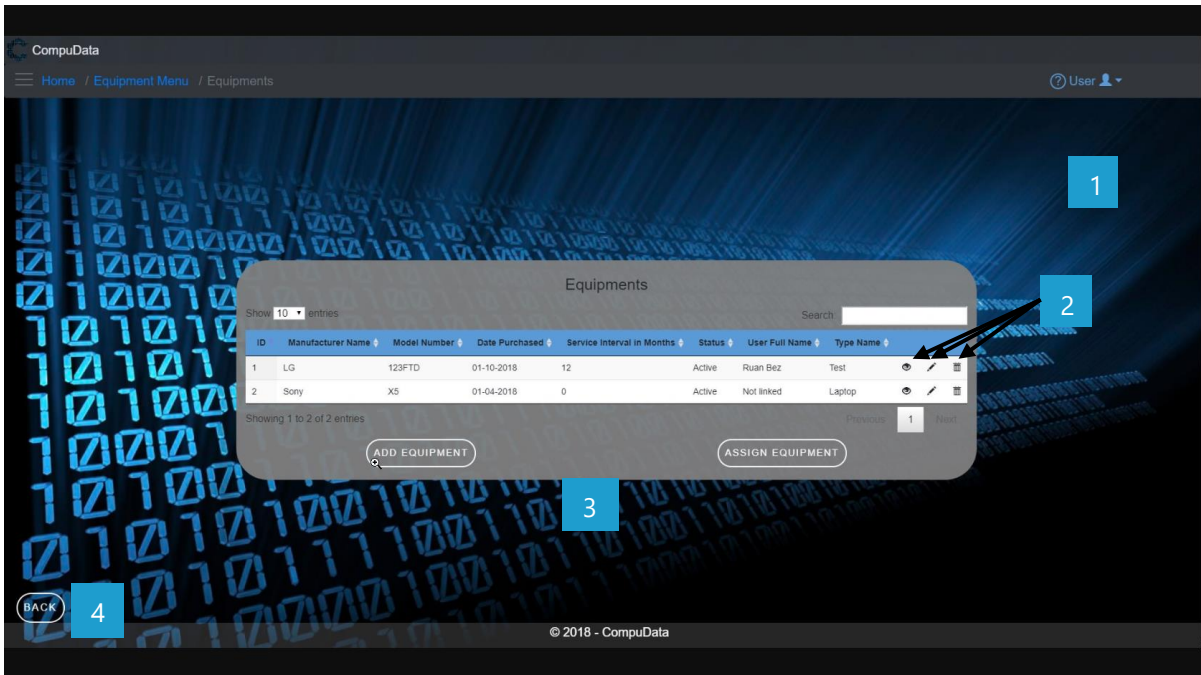 CompuData
Home / Equipment Menu / Equipments
? User
1
Equipments
Show 10 entries
Search:
2
ID Manufacturer Name Model Number Date Purchased Service Interval in Months Status User Full Name Type Name
1 LG 123FTD 01-10-2018 12 Active Ruan Bez Test
2 Sony X5 01-04-2018 0 Active Not linked Laptop
Showing 1 to 2 of 2 entries
Previous 1 Next
ADD EQUIPMENT
ASSIGN EQUIPMENT
3
BACK
4
© 2018 - CompuData